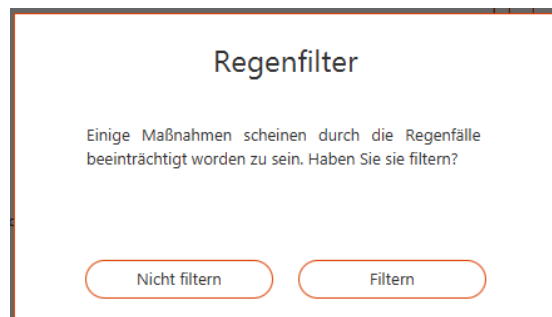 Regenfilter
Einige Maßnahmen scheinen durch die Regenfälle
beeinträchtigt worden zu sein. Haben Sie sie filtern?
Nicht filtern
Filtern